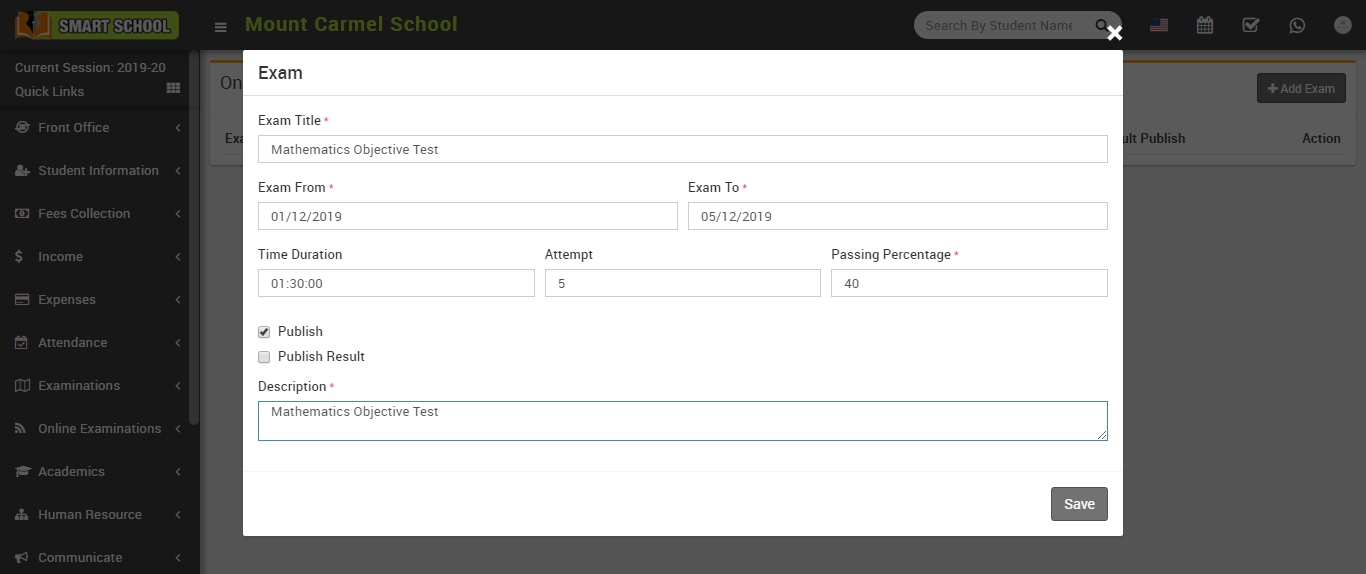 SMART SCHOOL
Mount Carmel School
Search By Student Name
Current Session: 2019-20
Quick Links
Front Office
Student Information
Fees Collection
Income
Expenses
Attendance
Examinations
Online Examinations
Academics
Human Resource
Communicate
On
+ Add Exam
Exa
ult Publish
Action
Exam
Exam Title *
Mathematics Objective Test
Exam From *
Exam To *
01/12/2019
05/12/2019
Time Duration
Attempt
Passing Percentage *
01:30:00
5
40
Publish
Publish Result
Description *
Mathematics Objective Test
Save